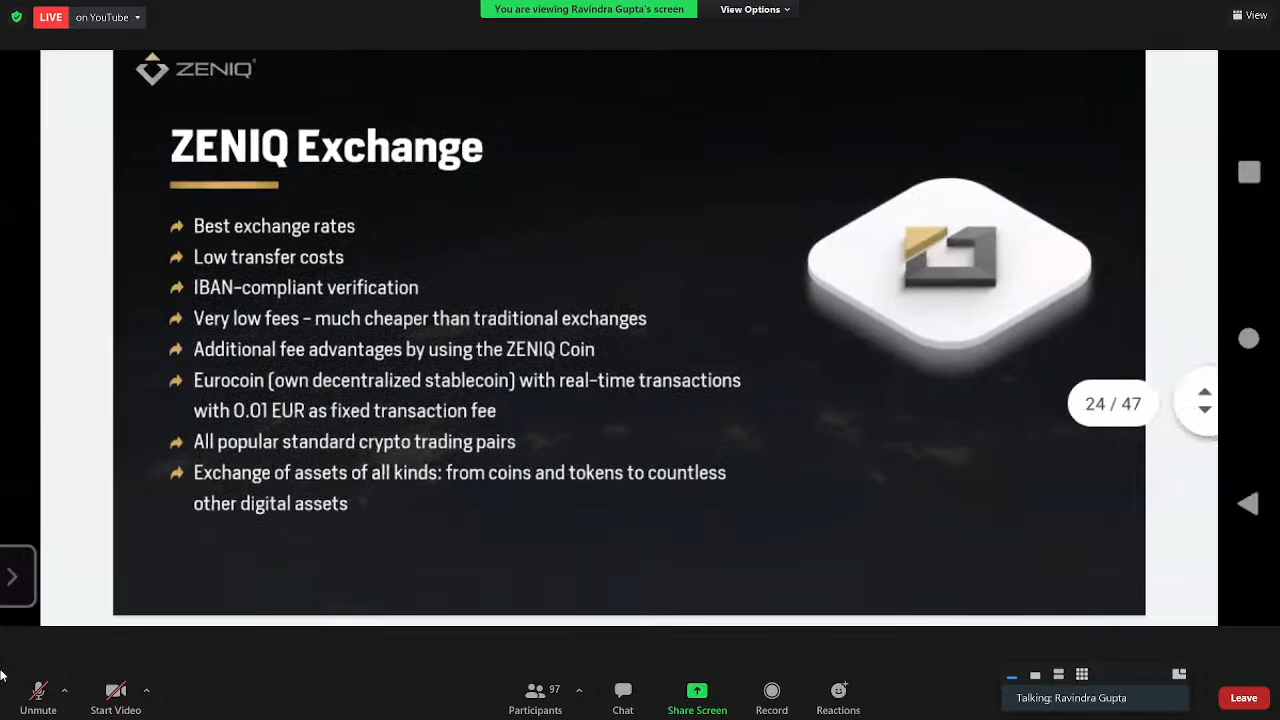 LIVE on YouTube
You are viewing Ravindra Gupta's screen
View Options
View
ZENIQ®
ZENIQ Exchange
Best exchange rates
Low transfer costs
IBAN-compliant verification
Very low fees - much cheaper than traditional exchanges
Additional fee advantages by using the ZENIQ Coin
Eurocoin (own decentralized stablecoin) with real-time transactions
with 0.01 EUR as fixed transaction fee
All popular standard crypto trading pairs
Exchange of assets of all kinds: from coins and tokens to countless
other digital assets
24 / 47
97
Talking: Ravindra Gupta
Unmute
Start Video
Participants
Chat
Share Screen
Record
Reactions
Leave